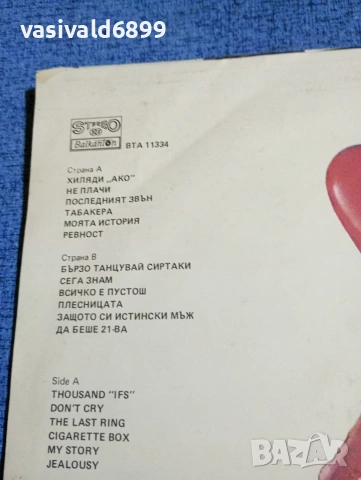 vasivald6899
STEREO
Balkanton
ВТА 11334
Страна А
ХИЛЯДИ „АКО"
НЕ ПЛАЧИ
ПОСЛЕДНИЯТ ЗВЪН
ТАБАКЕРА
МОЯТА ИСТОРИЯ
РЕВНОСТ
Страна В
БЪРЗО ТАНЦУВАЙ СИРТАКИ
СЕГА ЗНАМ
ВСИЧКО Е ПУСТОШ
ПЛЕСНИЦАТА
ЗАЩОТО СИ ИСТИНСКИ МЪЖ
ДА БЕШЕ 21-ВА
Side A
THOUSAND "IFS"
DON'T CRY
THE LAST RING
CIGARETTE BOX
MY STORY
JEALOUSY
BAZAR